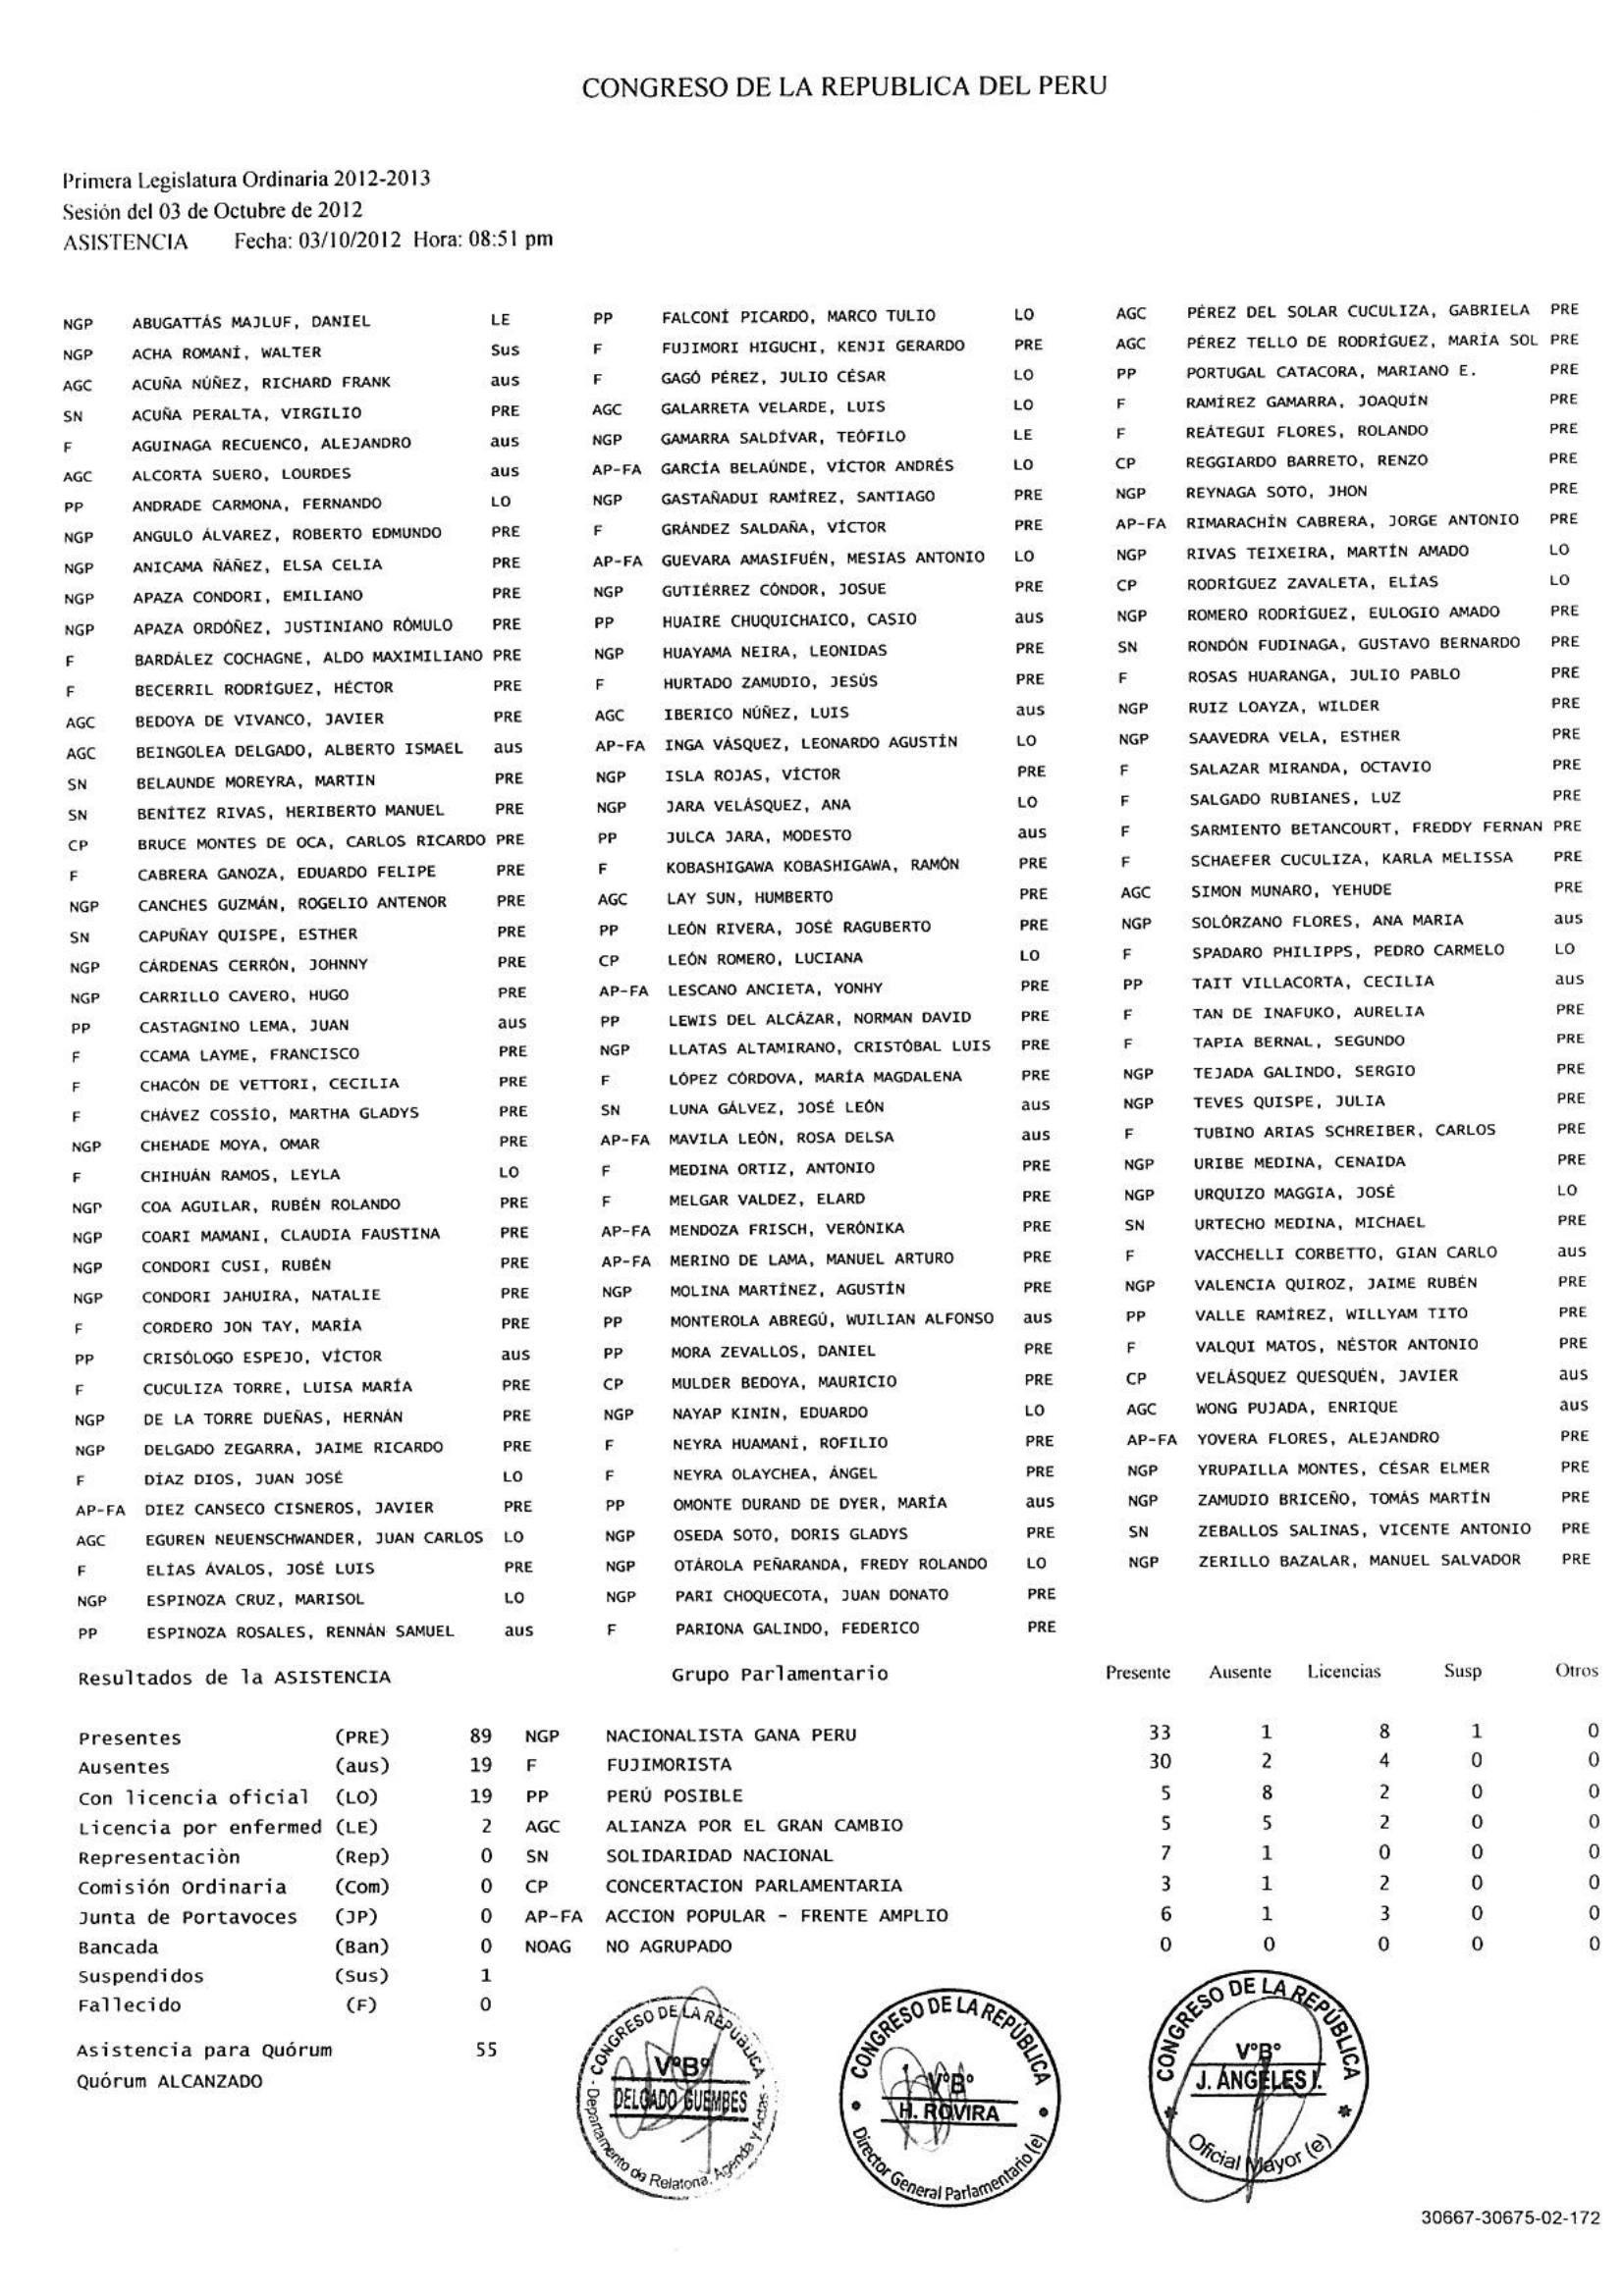 CONGRESO DE LA REPUBLICA DEL PERU
Primera Legislatura Ordinaria 2012-2013
Sesión del 03 de Octubre de 2012
ASISTENCIA Fecha: 03/10/2012 Hora: 08:51 pm
NGP ABUGATTÁS MAJLUF, DANIEL LE
NGP ACHA ROMANÍ, WALTER Sus
AGC ACUÑA NÚÑEZ, RICHARD FRANK aus
SN ACUÑA PERALTA, VIRGILIO PRE
F AGUINAGA RECUENCO, ALEJANDRO aus
AGC ALCORTA SUERO, LOURDES aus
PP ANDRADE CARMONA, FERNANDO LO
NGP ANGULO ÁLVAREZ, ROBERTO EDMUNDO PRE
NGP ANICAMA ÑÁÑEZ, ELSA CELIA PRE
NGP APAZA CONDORI, EMILIANO PRE
NGP APAZA ORDÓÑEZ, JUSTINIANO RÓMULO PRE
F BARDÁLEZ COCHAGNE, ALDO MAXIMILIANO PRE
F BECERRIL RODRÍGUEZ, HÉCTOR PRE
AGC BEDOYA DE VIVANCO, JAVIER PRE
AGC BEINGOLEA DELGADO, ALBERTO ISMAEL aus
SN BELAUNDE MOREYRA, MARTIN PRE
SN BENÍTEZ RIVAS, HERIBERTO MANUEL PRE
CP BRUCE MONTES DE OCA, CARLOS RICARDO PRE
F CABRERA GANOZA, EDUARDO FELIPE PRE
NGP CANCHES GUZMÁN, ROGELIO ANTENOR PRE
SN CAPUÑAY QUISPE, ESTHER PRE
NGP CÁRDENAS CERRÓN, JOHNNY PRE
NGP CARRILLO CAVERO, HUGO PRE
PP CASTAGNINO LEMA, JUAN aus
F CCAMA LAYME, FRANCISCO PRE
F CHACÓN DE VETTORI, CECILIA PRE
F CHÁVEZ COSSÍO, MARTHA GLADYS PRE
NGP CHEHADE MOYA, OMAR PRE
F CHIHUÁN RAMOS, LEYLA LO
NGP COA AGUILAR, RUBÉN ROLANDO PRE
NGP COARI MAMANI, CLAUDIA FAUSTINA PRE
NGP CONDORI CUSI, RUBÉN PRE
NGP CONDORI JAHUIRA, NATALIE PRE
F CORDERO JON TAY, MARÍA PRE
PP CRISÓLOGO ESPEJO, VÍCTOR aus
F CUCULIZA TORRE, LUISA MARÍA PRE
NGP DE LA TORRE DUEÑAS, HERNÁN PRE
NGP DELGADO ZEGARRA, JAIME RICARDO PRE
F DÍAZ DIOS, JUAN JOSÉ LO
AP-FA DIEZ CANSECO CISNEROS, JAVIER PRE
AGC EGUREN NEUENSCHWANDER, JUAN CARLOS LO
F ELÍAS ÁVALOS, JOSÉ LUIS PRE
NGP ESPINOZA CRUZ, MARISOL LO
PP ESPINOZA ROSALES, RENNÁN SAMUEL aus
PP FALCONÍ PICARDO, MARCO TULIO LO
F FUJIMORI HIGUCHI, KENJI GERARDO PRE
F GAGÓ PÉREZ, JULIO CÉSAR LO
AGC GALARRETA VELARDE, LUIS LO
NGP GAMARRA SALDÍVAR, TEÓFILO LE
AP-FA GARCÍA BELAÚNDE, VÍCTOR ANDRÉS LO
NGP GASTAÑADUI RAMÍREZ, SANTIAGO PRE
F GRÁNDEZ SALDAÑA, VÍCTOR PRE
AP-FA GUEVARA AMASIFUÉN, MESIAS ANTONIO LO
NGP GUTIÉRREZ CÓNDOR, JOSUE PRE
PP HUAIRE CHUQUICHAICO, CASIO aus
NGP HUAYAMA NEIRA, LEONIDAS PRE
F HURTADO ZAMUDIO, JESÚS PRE
AGC IBERICO NÚÑEZ, LUIS aus
AP-FA INGA VÁSQUEZ, LEONARDO AGUSTÍN LO
NGP ISLA ROJAS, VÍCTOR PRE
NGP JARA VELÁSQUEZ, ANA LO
PP JULCA JARA, MODESTO aus
F KOBASHIGAWA KOBASHIGAWA, RAMÓN PRE
AGC LAY SUN, HUMBERTO PRE
PP LEÓN RIVERA, JOSÉ RAGUBERTO PRE
CP LEÓN ROMERO, LUCIANA LO
AP-FA LESCANO ANCIETA, YONHY PRE
PP LEWIS DEL ALCÁZAR, NORMAN DAVID PRE
NGP LLATAS ALTAMIRANO, CRISTÓBAL LUIS PRE
F LÓPEZ CÓRDOVA, MARÍA MAGDALENA PRE
SN LUNA GÁLVEZ, JOSÉ LEÓN aus
AP-FA MAVILA LEÓN, ROSA DELSA aus
F MEDINA ORTIZ, ANTONIO PRE
F MELGAR VALDEZ, ELARD PRE
AP-FA MENDOZA FRISCH, VERÓNIKA PRE
AP-FA MERINO DE LAMA, MANUEL ARTURO PRE
NGP MOLINA MARTÍNEZ, AGUSTÍN PRE
PP MONTEROLA ABREGÚ, WUILIAN ALFONSO aus
PP MORA ZEVALLOS, DANIEL PRE
CP MULDER BEDOYA, MAURICIO PRE
NGP NAYAP KININ, EDUARDO LO
F NEYRA HUAMANÍ, ROFILIO PRE
F NEYRA OLAYCHEA, ÁNGEL PRE
PP OMONTE DURAND DE DYER, MARÍA aus
NGP OSEDA SOTO, DORIS GLADYS PRE
NGP OTÁROLA PEÑARANDA, FREDY ROLANDO LO
NGP PARI CHOQUECOTA, JUAN DONATO PRE
F PARIONA GALINDO, FEDERICO PRE
AGC PÉREZ DEL SOLAR CUCULIZA, GABRIELA PRE
AGC PÉREZ TELLO DE RODRÍGUEZ, MARÍA SOL PRE
PP PORTUGAL CATACORA, MARIANO E. PRE
F RAMÍREZ GAMARRA, JOAQUÍN PRE
F REÁTEGUI FLORES, ROLANDO PRE
CP REGGIARDO BARRETO, RENZO PRE
NGP REYNAGA SOTO, JHON PRE
AP-FA RIMARACHÍN CABRERA, JORGE ANTONIO PRE
NGP RIVAS TEIXEIRA, MARTÍN AMADO LO
CP RODRÍGUEZ ZAVALETA, ELÍAS LO
NGP ROMERO RODRÍGUEZ, EULOGIO AMADO PRE
SN RONDÓN FUDINAGA, GUSTAVO BERNARDO PRE
F ROSAS HUARANGA, JULIO PABLO PRE
NGP RUIZ LOAYZA, WILDER PRE
NGP SAAVEDRA VELA, ESTHER PRE
F SALAZAR MIRANDA, OCTAVIO PRE
F SALGADO RUBIANES, LUZ PRE
F SARMIENTO BETANCOURT, FREDDY FERNAN PRE
F SCHAEFER CUCULIZA, KARLA MELISSA PRE
AGC SIMON MUNARO, YEHUDE PRE
NGP SOLÓRZANO FLORES, ANA MARIA aus
F SPADARO PHILIPPS, PEDRO CARMELO LO
PP TAIT VILLACORTA, CECILIA aus
F TAN DE INAFUKO, AURELIA PRE
F TAPIA BERNAL, SEGUNDO PRE
NGP TEJADA GALINDO, SERGIO PRE
NGP TEVES QUISPE, JULIA PRE
F TUBINO ARIAS SCHREIBER, CARLOS PRE
NGP URIBE MEDINA, CENAIDA PRE
NGP URQUIZO MAGGIA, JOSÉ LO
SN URTECHO MEDINA, MICHAEL PRE
F VACCHELLI CORBETTO, GIAN CARLO aus
NGP VALENCIA QUIROZ, JAIME RUBÉN PRE
PP VALLE RAMÍREZ, WILLYAM TITO PRE
F VALQUI MATOS, NÉSTOR ANTONIO PRE
CP VELÁSQUEZ QUESQUÉN, JAVIER aus
AGC WONG PUJADA, ENRIQUE aus
AP-FA YOVERA FLORES, ALEJANDRO PRE
NGP YRUPAILLA MONTES, CÉSAR ELMER PRE
NGP ZAMUDIO BRICEÑO, TOMÁS MARTÍN PRE
SN ZEBALLOS SALINAS, VICENTE ANTONIO PRE
NGP ZERILLO BAZALAR, MANUEL SALVADOR PRE
Resultados de la ASISTENCIA
Presentes (PRE) 89
Ausentes (aus) 19
Con licencia oficial (LO) 19
Licencia por enfermed (LE) 2
Representaciòn (Rep) 0
Comisión Ordinaria (Com) 0
Junta de Portavoces (JP) 0
Bancada (Ban) 0
Suspendidos (Sus) 1
Fallecido (F) 0
Asistencia para Quórum 55
Quórum ALCANZADO
Grupo Parlamentario Presente Ausente Licencias Susp Otros
NGP NACIONALISTA GANA PERU 33 1 8 1 0
F FUJIMORISTA 30 2 4 0 0
PP PERÚ POSIBLE 5 8 2 0 0
AGC ALIANZA POR EL GRAN CAMBIO 5 5 2 0 0
SN SOLIDARIDAD NACIONAL 7 1 0 0 0
CP CONCERTACION PARLAMENTARIA 3 1 2 0 0
AP-FA ACCION POPULAR - FRENTE AMPLIO 6 1 3 0 0
NOAG NO AGRUPADO 0 0 0 0 0
CONGRESO DE LA REPÚBLICA
V°B°
DELGADO GUEMBES
Departamento de Relatoria, Agenda y Actas
CONGRESO DE LA REPÚBLICA
V°B°
H. ROVIRA
Director General Parlamentario (e)
CONGRESO DE LA REPÚBLICA
V°B°
J. ÁNGELES I.
Oficial Mayor (e)
30667-30675-02-172